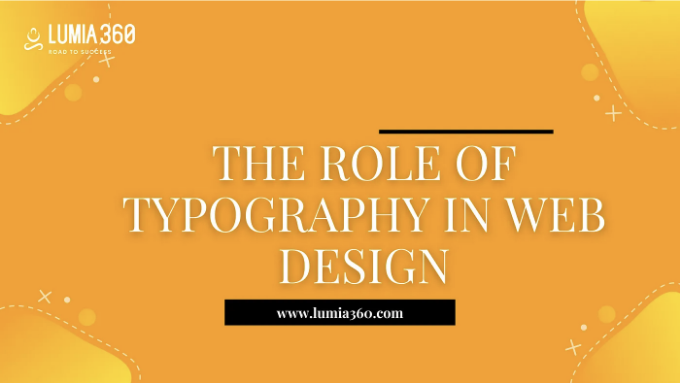 LUMIA 360
ROAD TO SUCCESS
THE ROLE OF
TYPOGRAPHY IN WEB
DESIGN
www.lumia360.com